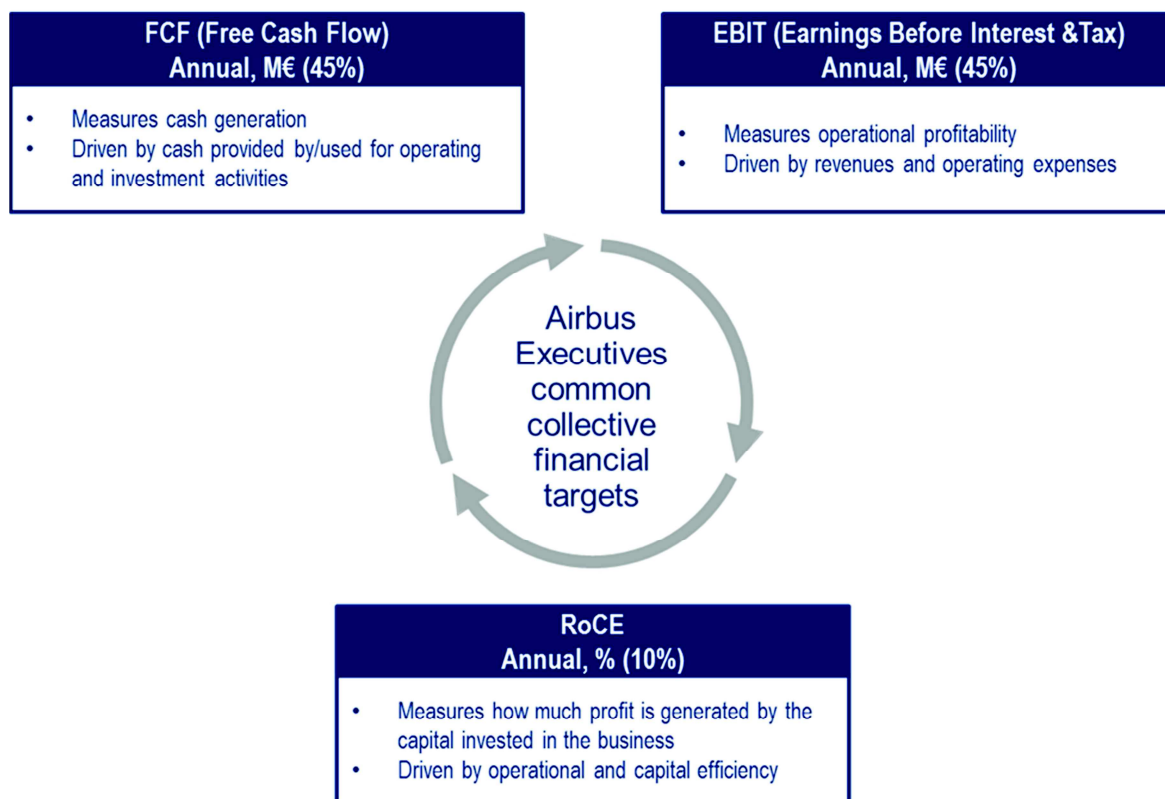 FCF (Free Cash Flow)
Annual, M€ (45%)
• Measures cash generation
• Driven by cash provided by/used for operating
and investment activities
EBIT (Earnings Before Interest &Tax)
Annual, M€ (45%)
• Measures operational profitability
• Driven by revenues and operating expenses
Airbus
Executives
common
collective
financial
targets
RoCE
Annual, % (10%)
• Measures how much profit is generated by the
capital invested in the business
• Driven by operational and capital efficiency